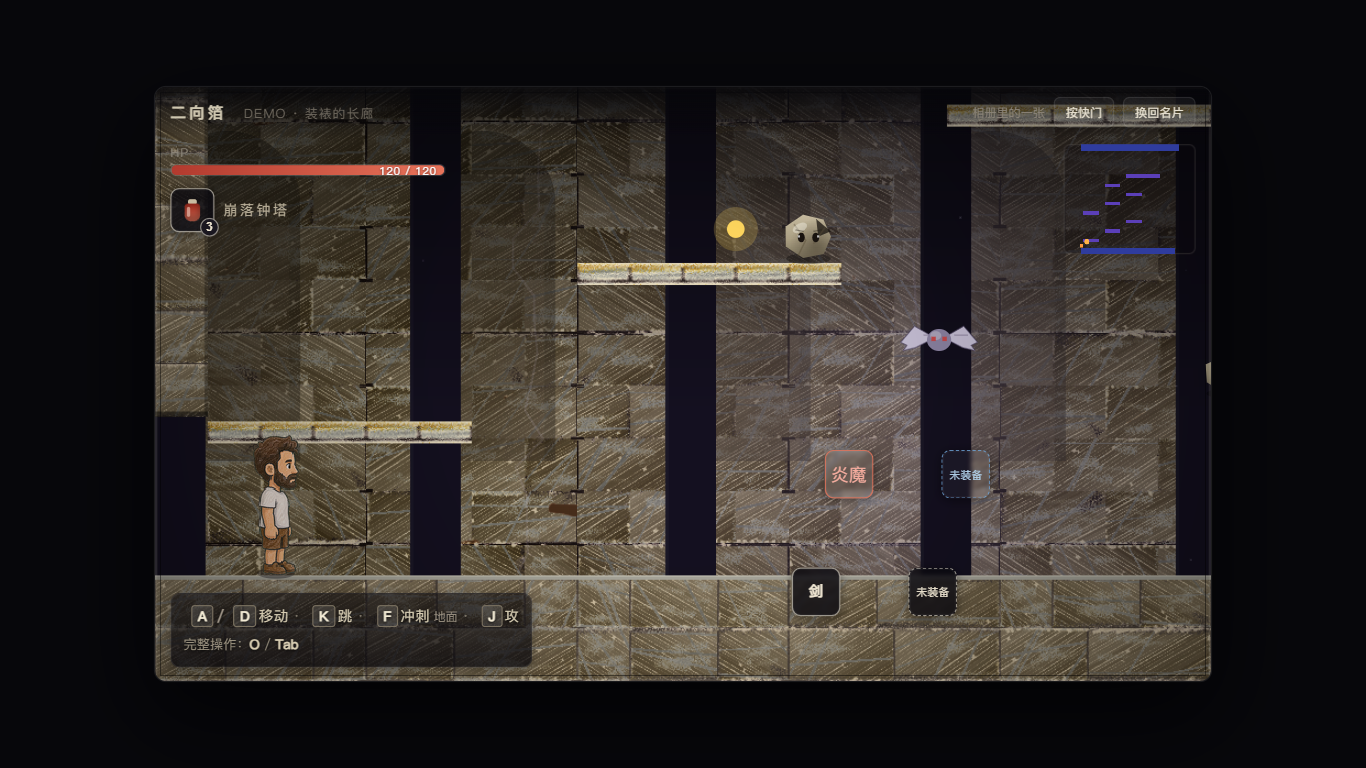 二向箔 DEMO · 装裱的长廊
相册里的一张 按快门 换回名片
HP
120 / 120
3 崩落钟塔
炎魔 未装备
剑 未装备
A / D 移动 · K 跳 · F 冲刺 地面 · J 攻
完整操作: O / Tab